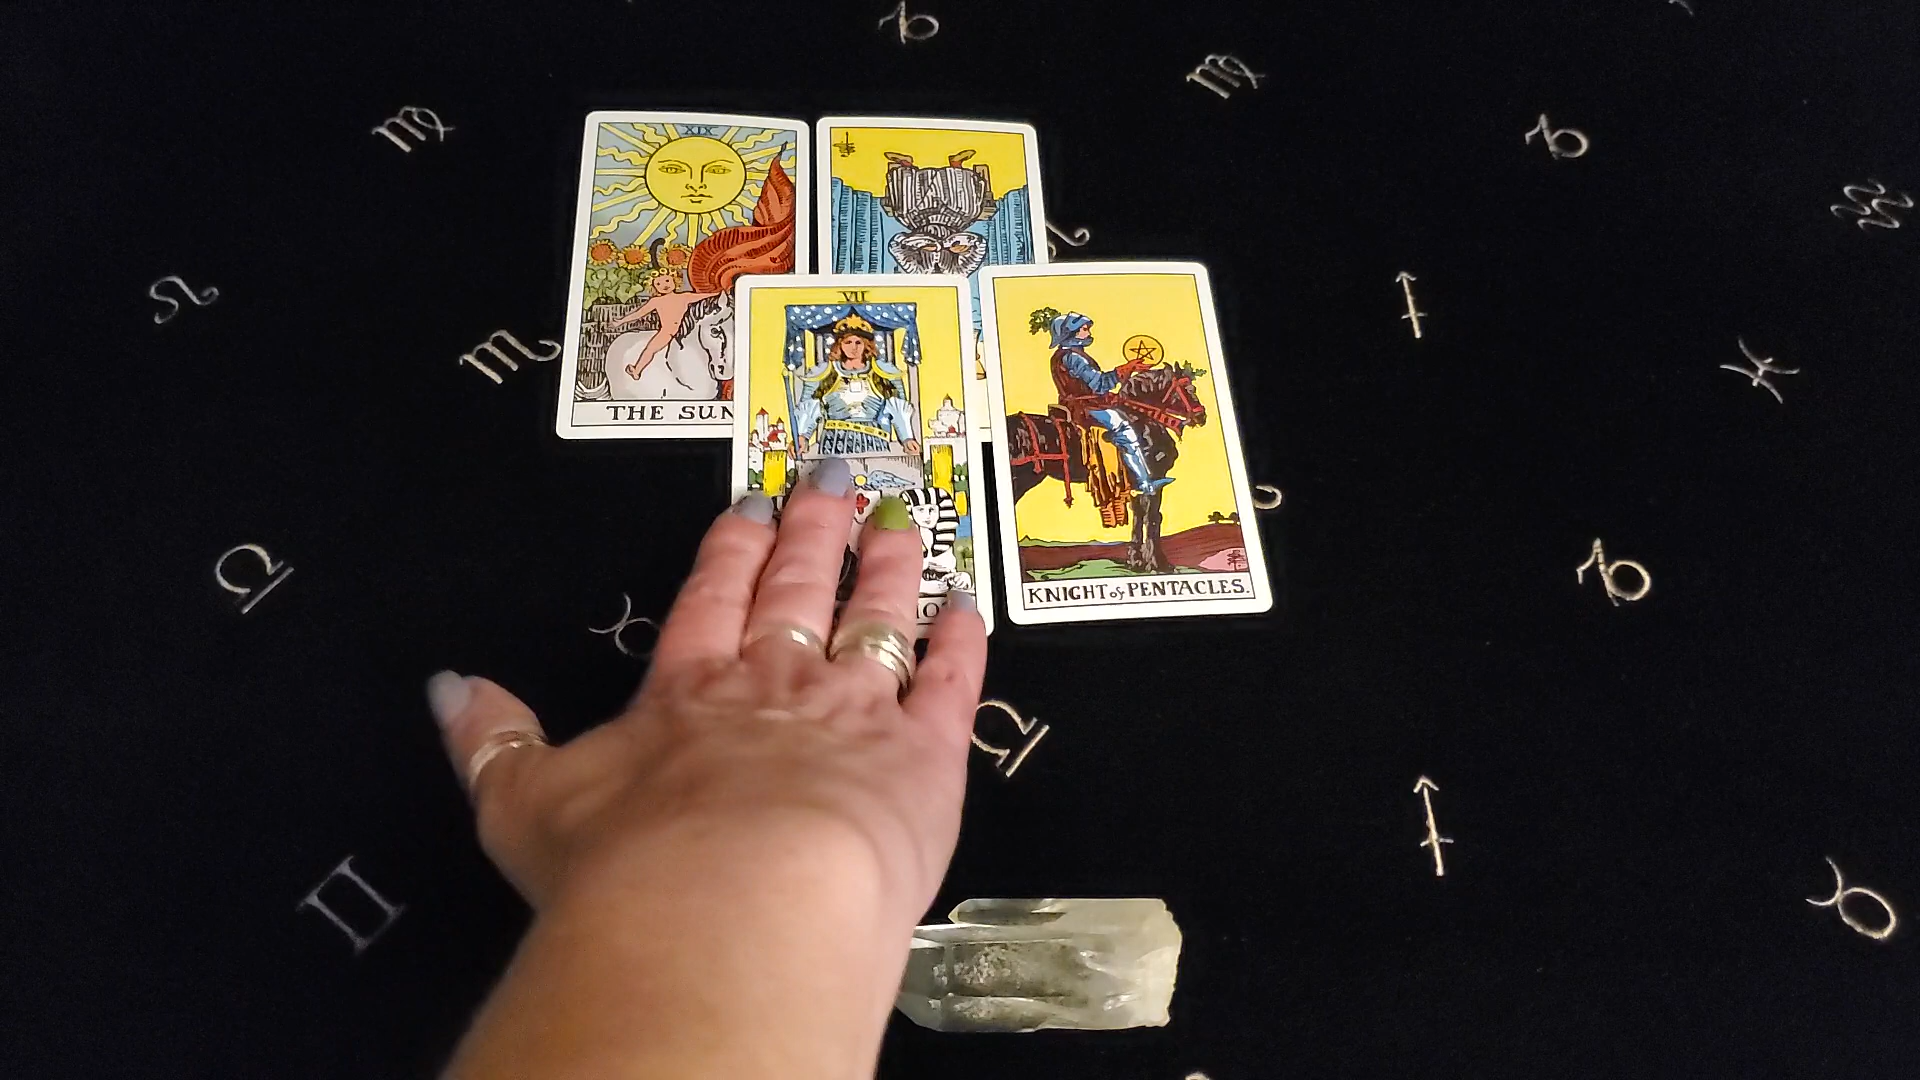 XIX
THE SUN
VII
KNIGHT of PENTACLES.